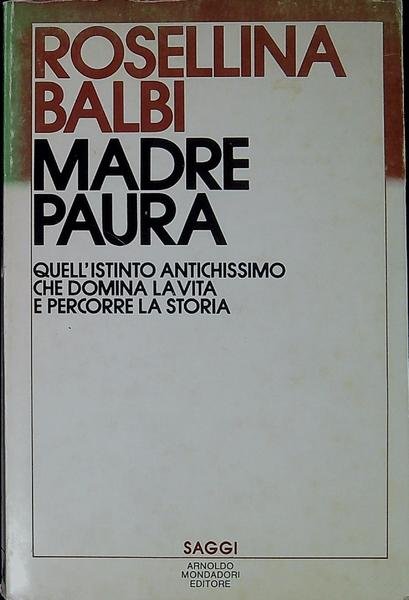 ROSELLINA
BALBI
MADRE
PAURA
QUELL'ISTINTO ANTICHISSIMO
CHE DOMINA LA VITA
E PERCORRE LA STORIA
SAGGI
ARNOLDO
MONDADORI
EDITORE